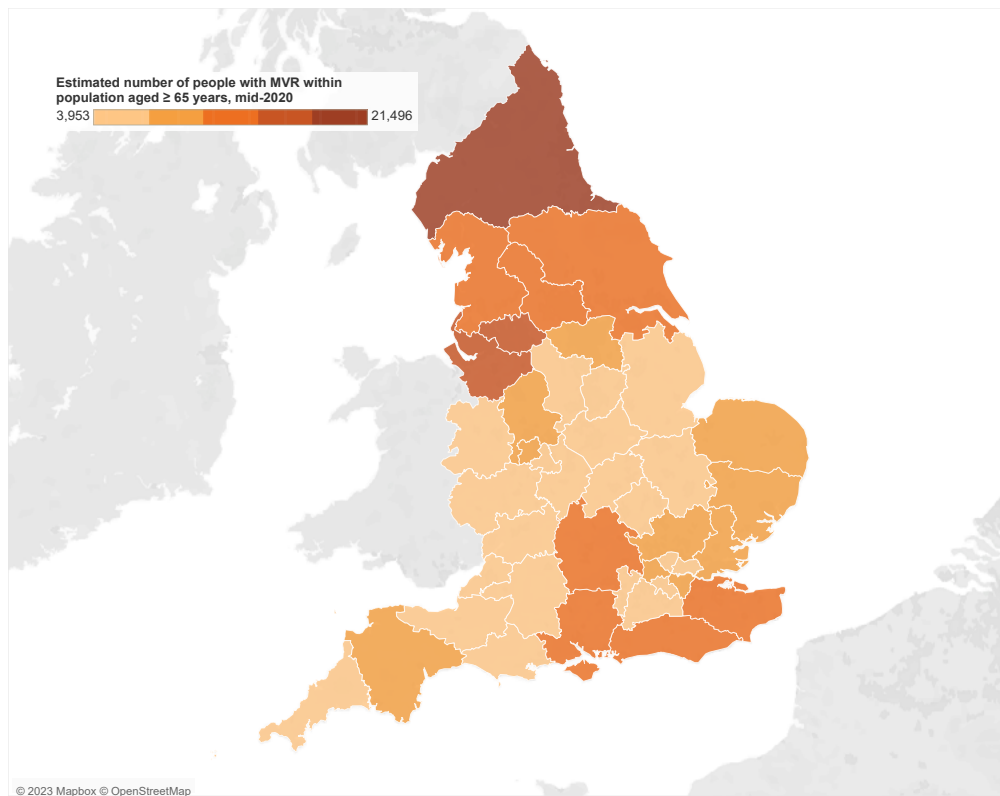 Estimated number of people with MVR within
population aged ≥ 65 years, mid-2020
3,953 21,496
© 2023 Mapbox © OpenStreetMap